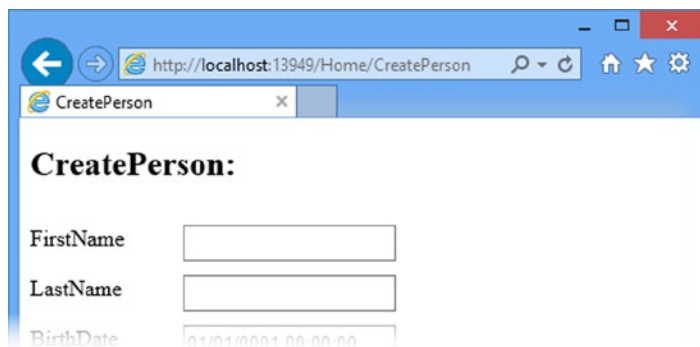 http://localhost:13949/Home/CreatePerson
CreatePerson
CreatePerson:
FirstName
LastName
BirthDate 01/01/0001 00:00:00